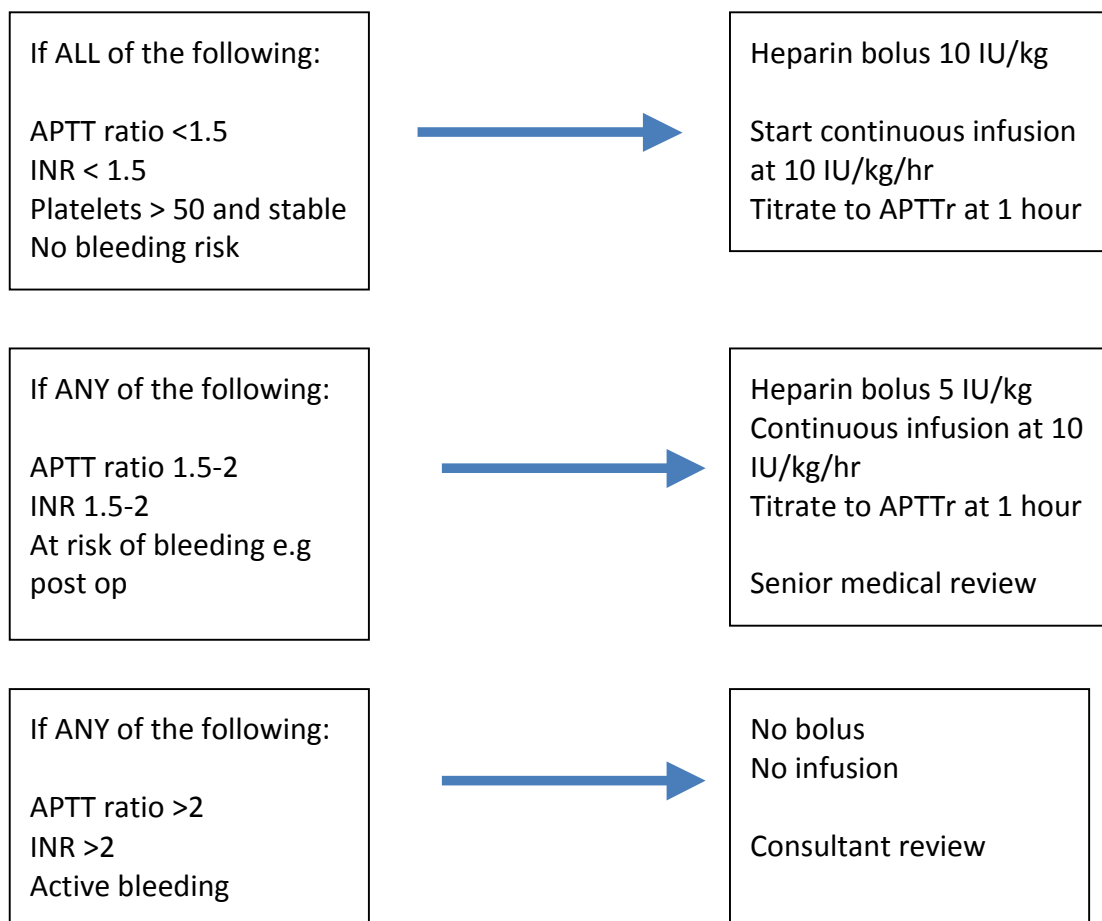 If ALL of the following:
APTT ratio <1.5
INR < 1.5
Platelets > 50 and stable
No bleeding risk
Heparin bolus 10 IU/kg
Start continuous infusion
at 10 IU/kg/hr
Titrate to APTTr at 1 hour
If ANY of the following:
APTT ratio 1.5-2
INR 1.5-2
At risk of bleeding e.g
post op
Heparin bolus 5 IU/kg
Continuous infusion at 10
IU/kg/hr
Titrate to APTTr at 1 hour
Senior medical review
If ANY of the following:
APTT ratio >2
INR >2
Active bleeding
No bolus
No infusion
Consultant review